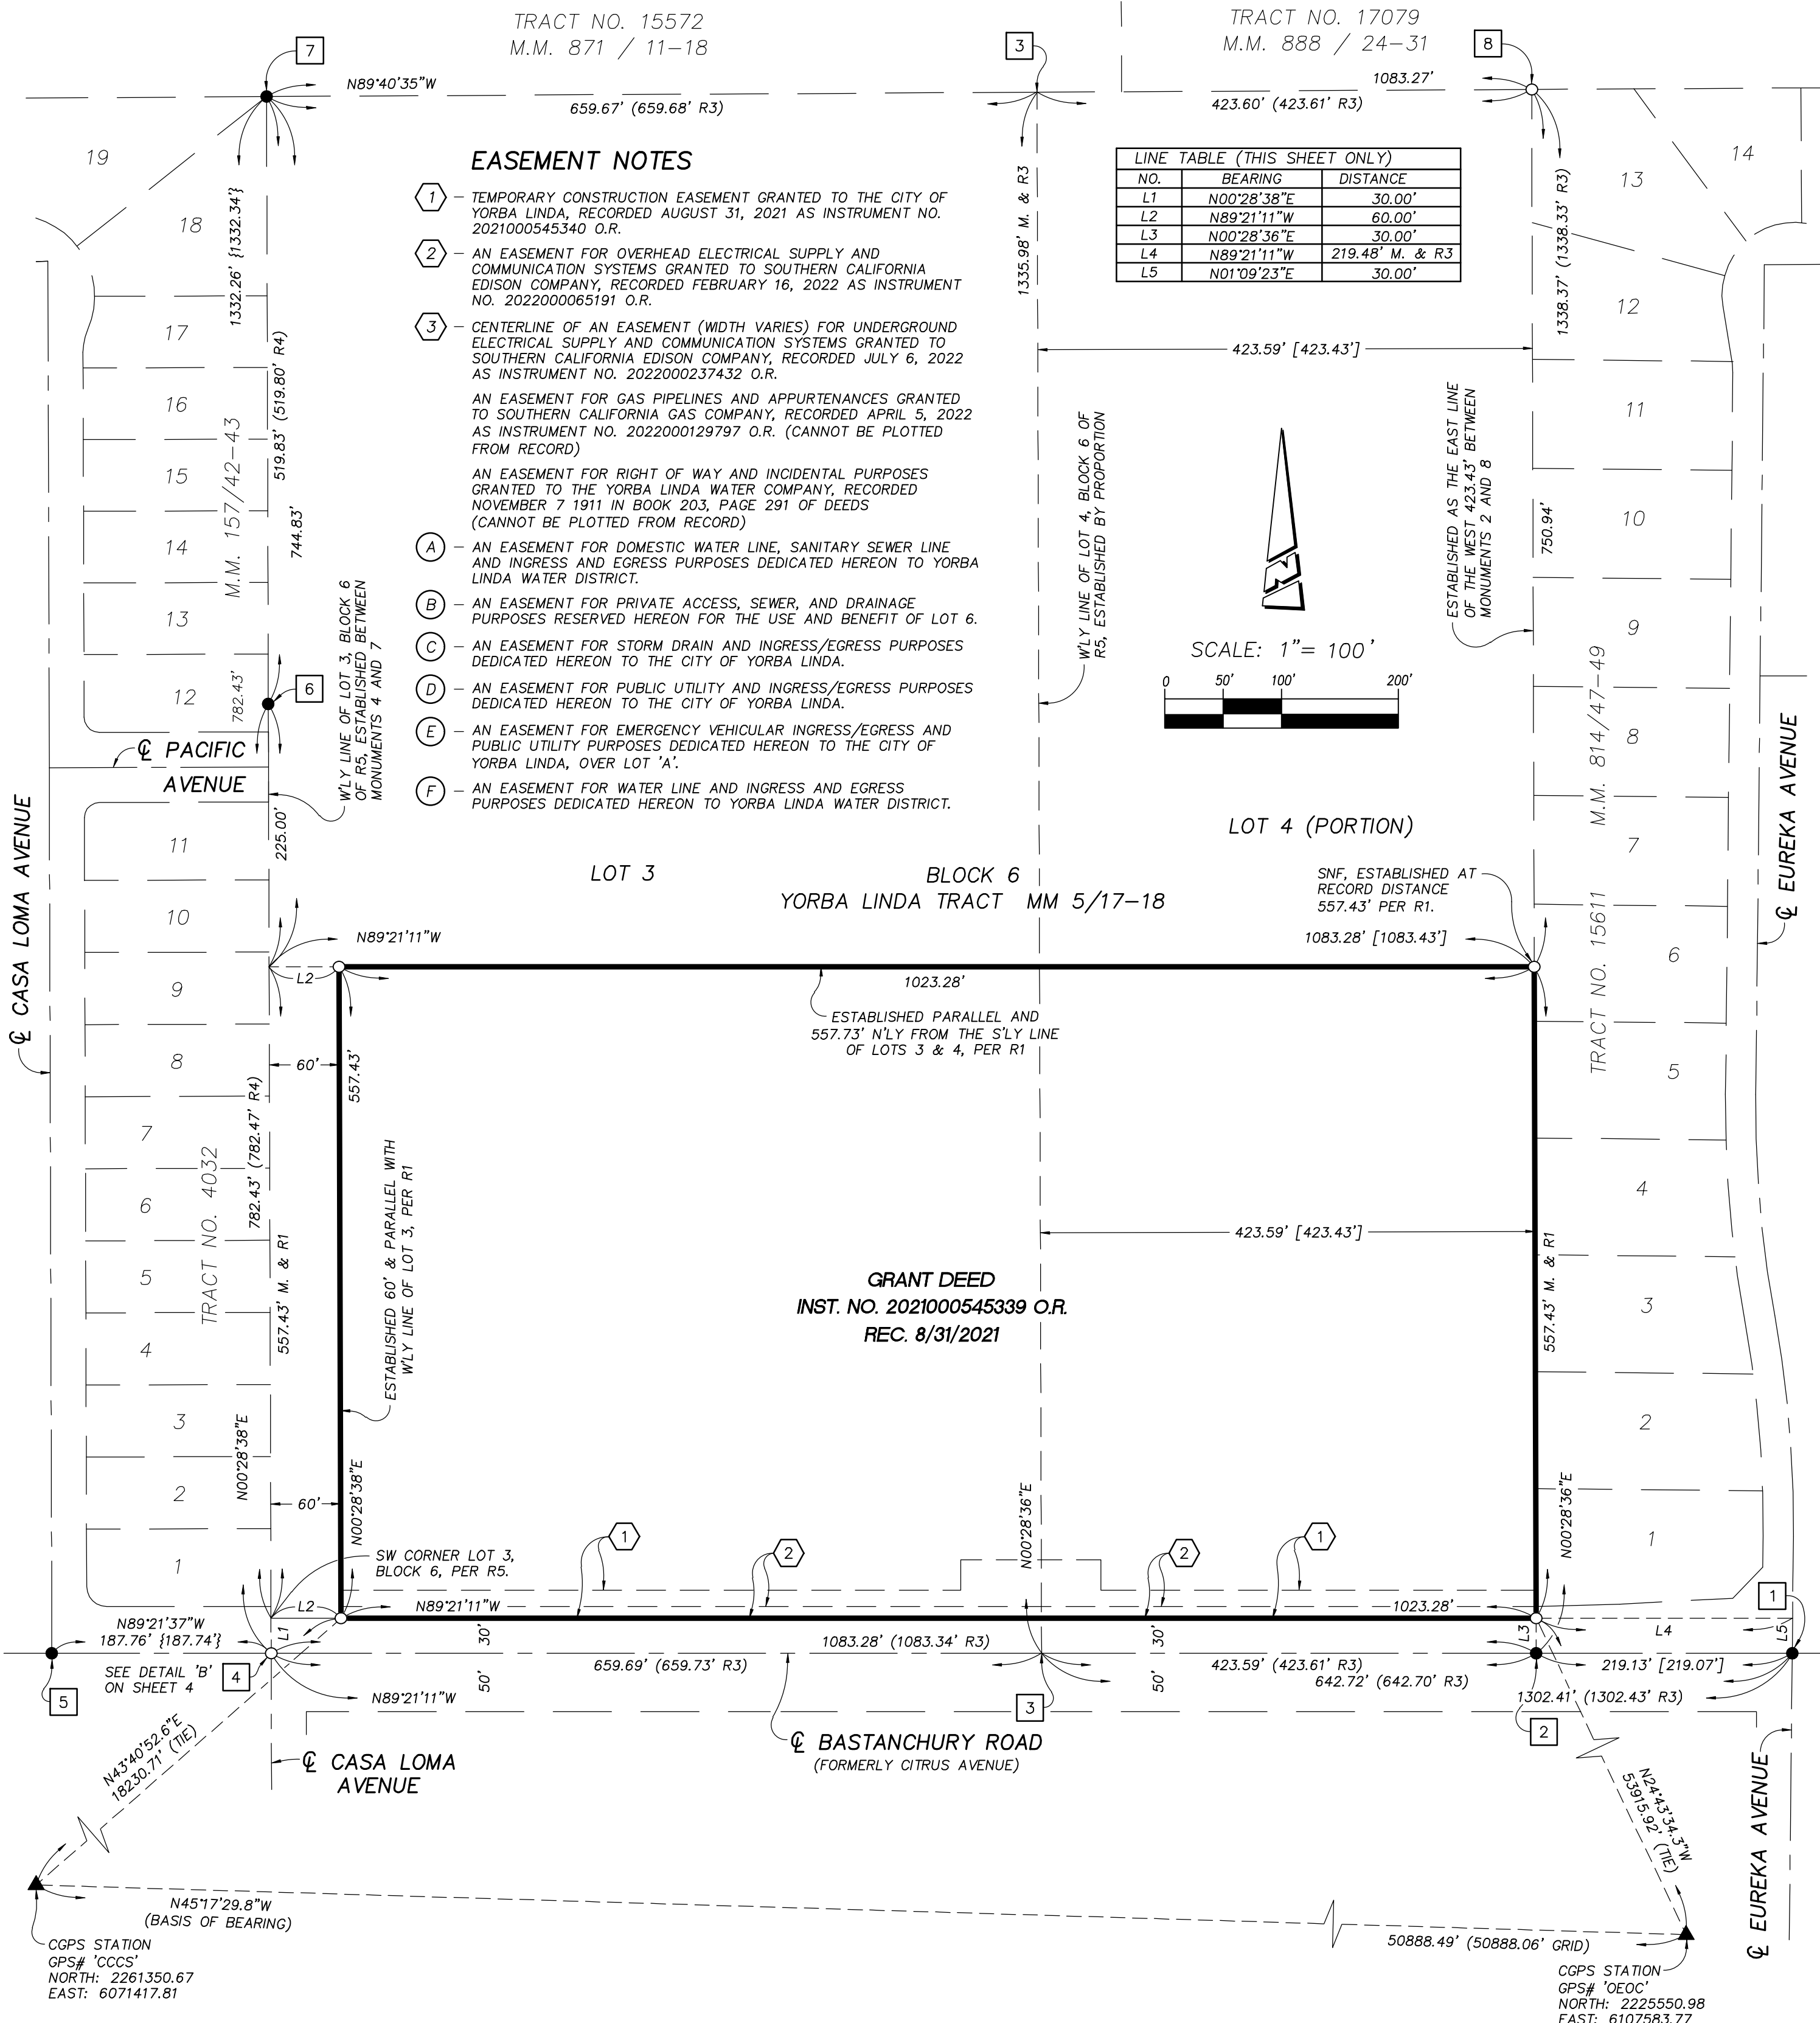 TRACT NO. 15572
M.M. 871 / 11-18
TRACT NO. 17079
M.M. 888 / 24-31
7
3
8
N89°40'35"W
659.67' (659.68' R3)
1083.27'
423.60' (423.61' R3)
EASEMENT NOTES
1 - TEMPORARY CONSTRUCTION EASEMENT GRANTED TO THE CITY OF
YORBA LINDA, RECORDED AUGUST 31, 2021 AS INSTRUMENT NO.
2021000545340 O.R.
2 - AN EASEMENT FOR OVERHEAD ELECTRICAL SUPPLY AND
COMMUNICATION SYSTEMS GRANTED TO SOUTHERN CALIFORNIA
EDISON COMPANY, RECORDED FEBRUARY 16, 2022 AS INSTRUMENT
NO. 2022000065191 O.R.
3 - CENTERLINE OF AN EASEMENT (WIDTH VARIES) FOR UNDERGROUND
ELECTRICAL SUPPLY AND COMMUNICATION SYSTEMS GRANTED TO
SOUTHERN CALIFORNIA EDISON COMPANY, RECORDED JULY 6, 2022
AS INSTRUMENT NO. 2022000237432 O.R.
AN EASEMENT FOR GAS PIPELINES AND APPURTENANCES GRANTED
TO SOUTHERN CALIFORNIA GAS COMPANY, RECORDED APRIL 5, 2022
AS INSTRUMENT NO. 2022000129797 O.R. (CANNOT BE PLOTTED
FROM RECORD)
AN EASEMENT FOR RIGHT OF WAY AND INCIDENTAL PURPOSES
GRANTED TO THE YORBA LINDA WATER COMPANY, RECORDED
NOVEMBER 7 1911 IN BOOK 203, PAGE 291 OF DEEDS
(CANNOT BE PLOTTED FROM RECORD)
A - AN EASEMENT FOR DOMESTIC WATER LINE, SANITARY SEWER LINE
AND INGRESS AND EGRESS PURPOSES DEDICATED HEREON TO YORBA
LINDA WATER DISTRICT.
B - AN EASEMENT FOR PRIVATE ACCESS, SEWER, AND DRAINAGE
PURPOSES RESERVED HEREON FOR THE USE AND BENEFIT OF LOT 6.
C - AN EASEMENT FOR STORM DRAIN AND INGRESS/EGRESS PURPOSES
DEDICATED HEREON TO THE CITY OF YORBA LINDA.
D - AN EASEMENT FOR PUBLIC UTILITY AND INGRESS/EGRESS PURPOSES
DEDICATED HEREON TO THE CITY OF YORBA LINDA.
E - AN EASEMENT FOR EMERGENCY VEHICULAR INGRESS/EGRESS AND
PUBLIC UTILITY PURPOSES DEDICATED HEREON TO THE CITY OF
YORBA LINDA, OVER LOT 'A'.
F - AN EASEMENT FOR WATER LINE AND INGRESS AND EGRESS
PURPOSES DEDICATED HEREON TO YORBA LINDA WATER DISTRICT.
LINE TABLE (THIS SHEET ONLY)
NO. BEARING DISTANCE
L1 N00°28'38"E 30.00'
L2 N89°21'11"W 60.00'
L3 N00°28'36"E 30.00'
L4 N89°21'11"W 219.48' M. & R3
L5 N01°09'23"E 30.00'
19
18
17
16
15
14
13
12
11
10
9
8
7
6
5
4
3
2
1
1332.26' {1332.34'}
519.83' (519.80' R4)
744.83'
M.M. 157/42-43
782.43'
6
℄ PACIFIC
AVENUE
225.00'
W'LY LINE OF LOT 3, BLOCK 6
OF R5, ESTABLISHED BETWEEN
MONUMENTS 4 AND 7
℄ CASA LOMA AVENUE
1335.98' M. & R3
1338.37' (1338.33' R3)
423.59' [423.43']
W'LY LINE OF LOT 4, BLOCK 6 OF
R5, ESTABLISHED BY PROPORTION
ESTABLISHED AS THE EAST LINE
OF THE WEST 423.43' BETWEEN
MONUMENTS 2 AND 8
750.94'
N
SCALE: 1"= 100'
0 50' 100' 200'
14
13
12
11
10
9
8
7
6
5
4
3
2
1
M.M. 814/47-49
TRACT NO. 15611
℄ EUREKA AVENUE
LOT 4 (PORTION)
LOT 3
BLOCK 6
YORBA LINDA TRACT MM 5/17-18
SNF, ESTABLISHED AT
RECORD DISTANCE
557.43' PER R1.
N89°21'11"W
1083.28' [1083.43']
L2
1023.28'
ESTABLISHED PARALLEL AND
557.73' N'LY FROM THE S'LY LINE
OF LOTS 3 & 4, PER R1
60'
557.43'
782.43' (782.47' R4)
TRACT NO. 4032
557.43' M. & R1
ESTABLISHED 60' & PARALLEL WITH
W'LY LINE OF LOT 3, PER R1
423.59' [423.43']
557.43' M. & R1
GRANT DEED
INST. NO. 2021000545339 O.R.
REC. 8/31/2021
N00°28'38"E
60'
N00°28'38"E
N00°28'36"E
N00°28'36"E
1
2
2
1
SW CORNER LOT 3,
BLOCK 6, PER R5.
L2
N89°21'11"W
1023.28'
1
N89°21'37"W
187.76' {187.74'}
L1
30'
1083.28' (1083.34' R3)
30'
L3
L4
L5
SEE DETAIL 'B'
ON SHEET 4
4
5
659.69' (659.73' R3)
423.59' (423.61' R3)
219.13' [219.07']
642.72' (642.70' R3)
50'
50'
N89°21'11"W
3
1302.41' (1302.43' R3)
2
℄ BASTANCHURY ROAD
(FORMERLY CITRUS AVENUE)
℄ CASA LOMA
AVENUE
℄ EUREKA AVENUE
N43°40'52.6"E
18230.71' (TIE)
N24°43'34.3"W
53915.92' (TIE)
N45°17'29.8"W
(BASIS OF BEARING)
50888.49' (50888.06' GRID)
CGPS STATION
GPS# 'CCCS'
NORTH: 2261350.67
EAST: 6071417.81
CGPS STATION
GPS# 'OEOC'
NORTH: 2225550.98
EAST: 6107583.77